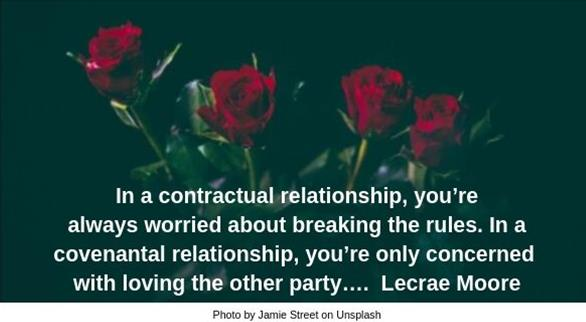 In a contractual relationship, you’re
always worried about breaking the rules. In a
covenantal relationship, you’re only concerned
with loving the other party….  Lecrae Moore
Photo by Jamie Street on Unsplash